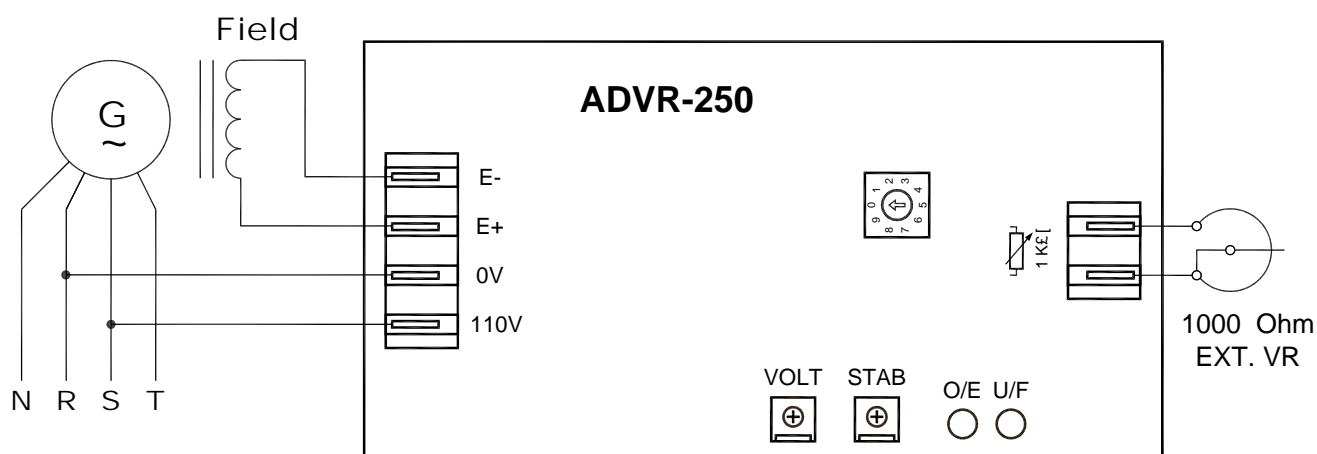 Field
G
~
ADVR-250
E-
E+
0V
110V
0 1 2 3 4 5 6 7 8 9
1 K£[
1000 Ohm
EXT. VR
VOLT STAB O/E U/F
N R S T